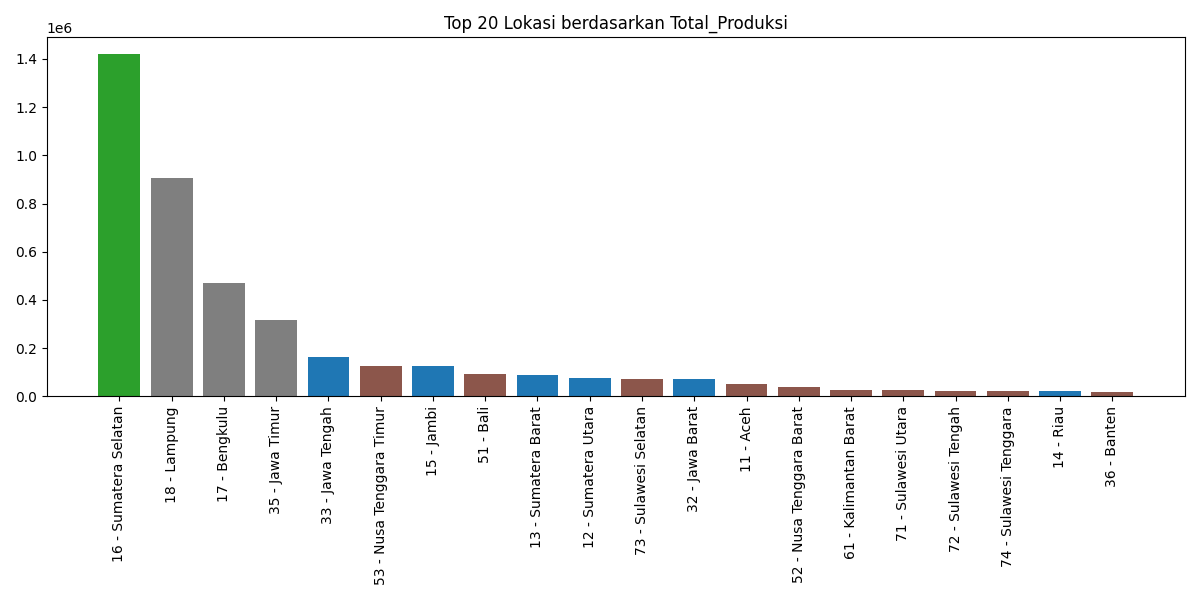 Top 20 Lokasi berdasarkan Total_Produksi
1e6
1.4
1.2
1.0
0.8
0.6
0.4
0.2
0.0
16 - Sumatera Selatan
18 - Lampung
17 - Bengkulu
35 - Jawa Timur
33 - Jawa Tengah
53 - Nusa Tenggara Timur
15 - Jambi
51 - Bali
13 - Sumatera Barat
12 - Sumatera Utara
73 - Sulawesi Selatan
32 - Jawa Barat
11 - Aceh
52 - Nusa Tenggara Barat
61 - Kalimantan Barat
71 - Sulawesi Utara
72 - Sulawesi Tengah
74 - Sulawesi Tenggara
14 - Riau
36 - Banten